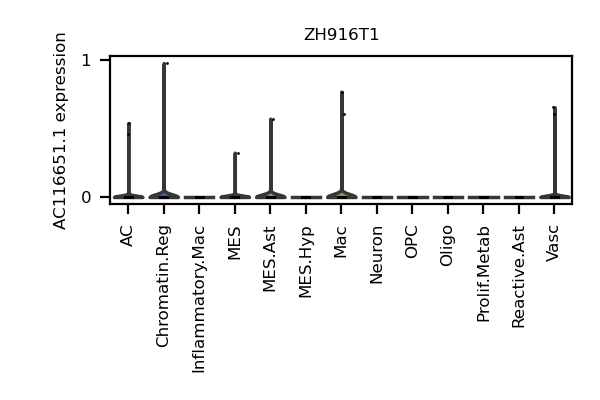 ZH916T1
AC116651.1 expression
1
0
AC
Chromatin.Reg
Inflammatory.Mac
MES
MES.Ast
MES.Hyp
Mac
Neuron
OPC
Oligo
Prolif.Metab
Reactive.Ast
Vasc